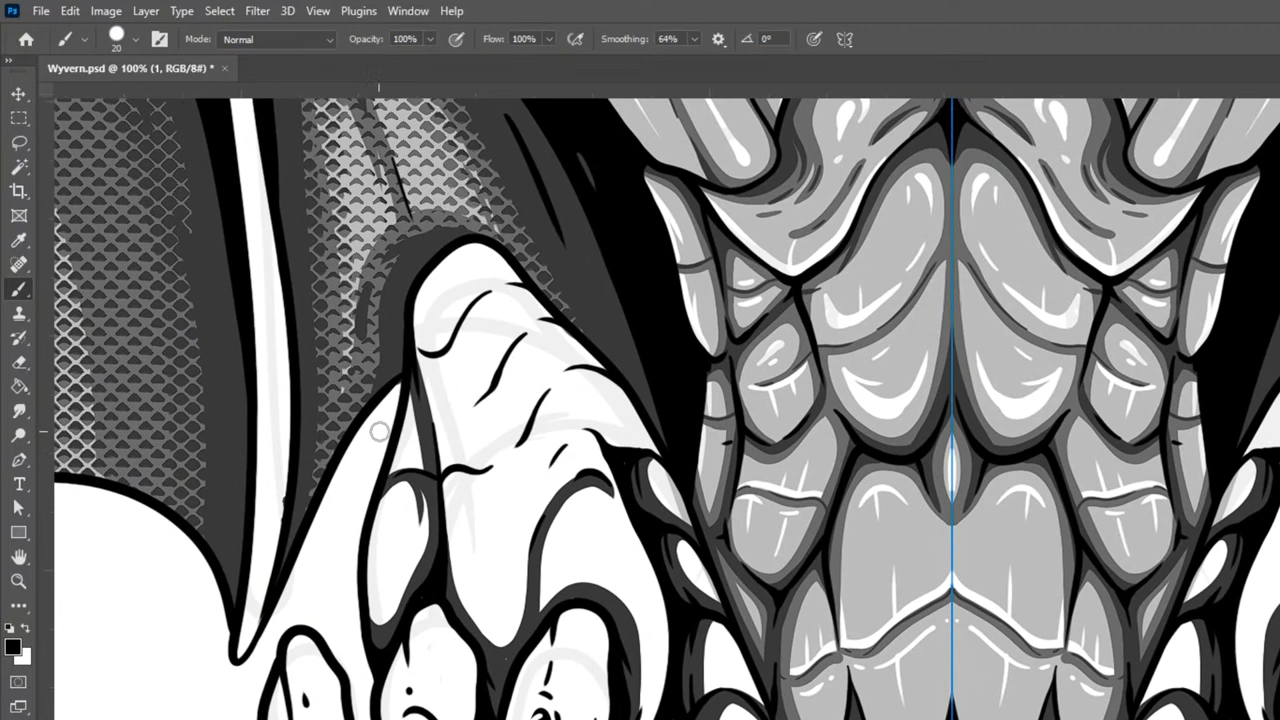 Ps File Edit Image Layer Type Select Filter 3D View Plugins Window Help
20 Mode: Normal Opacity: 100% Flow: 100% Smoothing: 64% 0°
Wyvern.psd @ 100% (1, RGB/8#) * ×